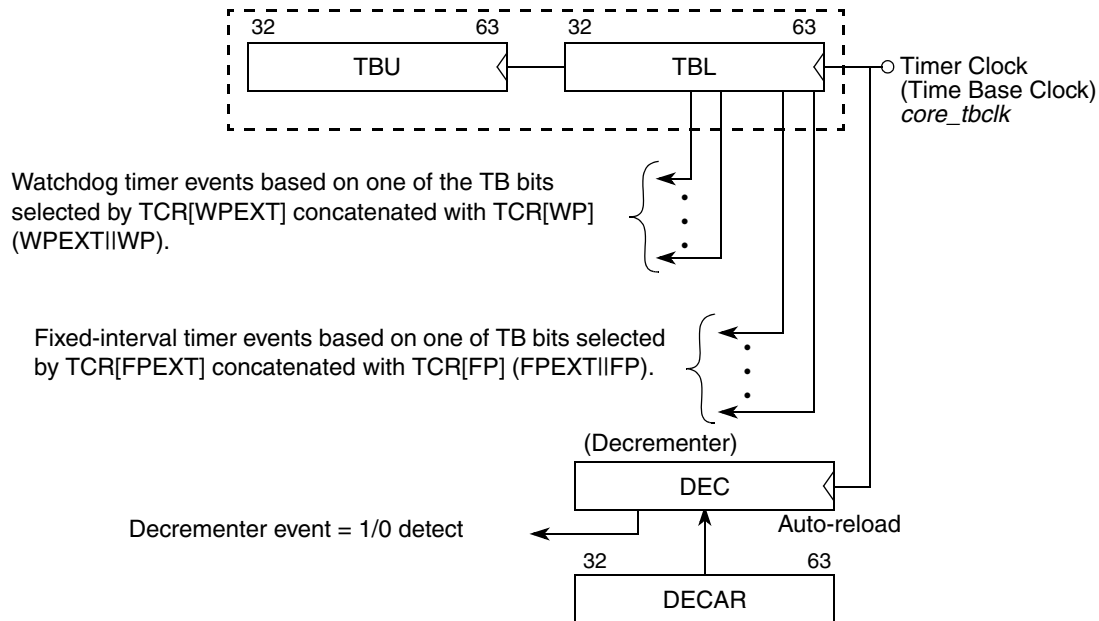 32 63 32 63
TBU TBL
Timer Clock
(Time Base Clock)
core_tbclk
Watchdog timer events based on one of the TB bits
selected by TCR[WPEXT] concatenated with TCR[WP]
(WPEXT||WP).
Fixed-interval timer events based on one of TB bits selected
by TCR[FPEXT] concatenated with TCR[FP] (FPEXT||FP).
(Decrementer)
DEC
Auto-reload
Decrementer event = 1/0 detect
32 63
DECAR